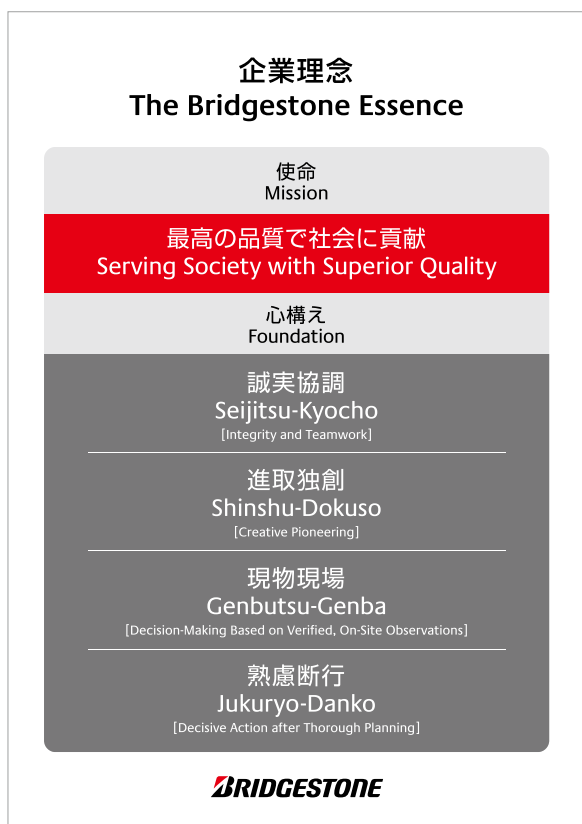 企業理念
The Bridgestone Essence
使命
Mission
最高の品質で社会に貢献
Serving Society with Superior Quality
心構え
Foundation
誠実協調
Seijitsu-Kyocho
[Integrity and Teamwork]
進取独創
Shinshu-Dokuso
[Creative Pioneering]
現物現場
Genbutsu-Genba
[Decision-Making Based on Verified, On-Site Observations]
熟慮断行
Jukuryo-Danko
[Decisive Action after Thorough Planning]
BRIDGESTONE